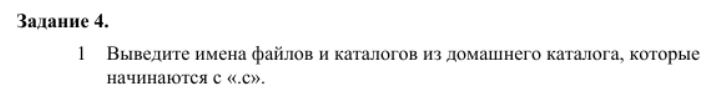 Задание 4.
1 Выведите имена файлов и каталогов из домашнего каталога, которые
начинаются с «.с».